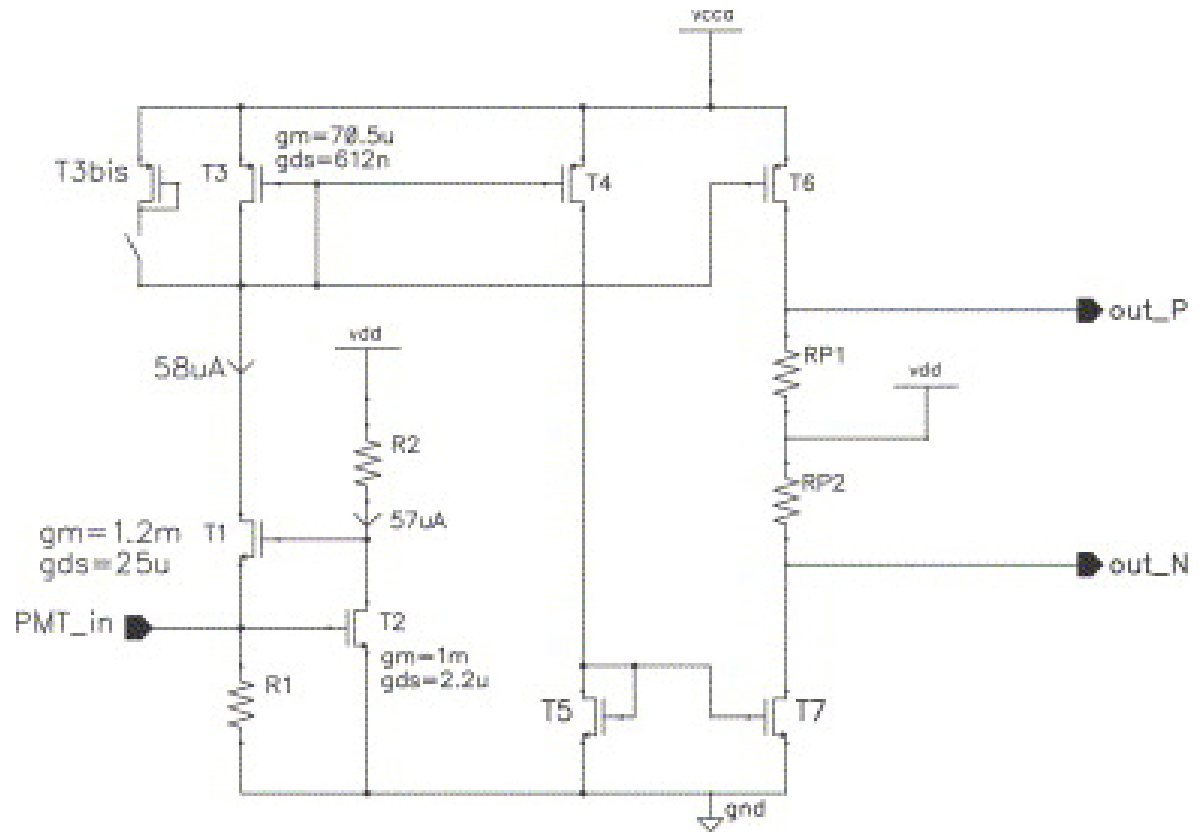 vcca
gm=70.5u
gds=612n
T3bis
T3
T4
T6
out_P
vdd
58uA
RP1
vdd
R2
RP2
57uA
gm=1.2m
gds=25u
T1
out_N
PMT_in
T2
gm=1m
gds=2.2u
R1
T5
T7
gnd